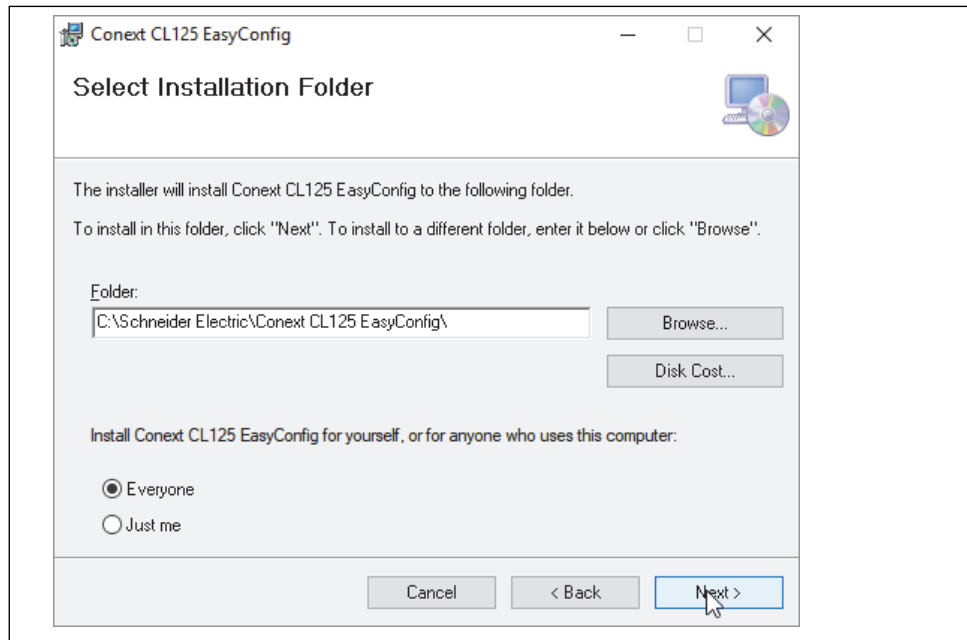 Conext CL125 EasyConfig
Select Installation Folder
The installer will install Conext CL125 EasyConfig to the following folder.
To install in this folder, click "Next". To install to a different folder, enter it below or click "Browse".
Folder:
C:\Schneider Electric\Conext CL125 EasyConfig\
Browse...
Disk Cost...
Install Conext CL125 EasyConfig for yourself, or for anyone who uses this computer:
Everyone
Just me
Cancel
< Back
Next >